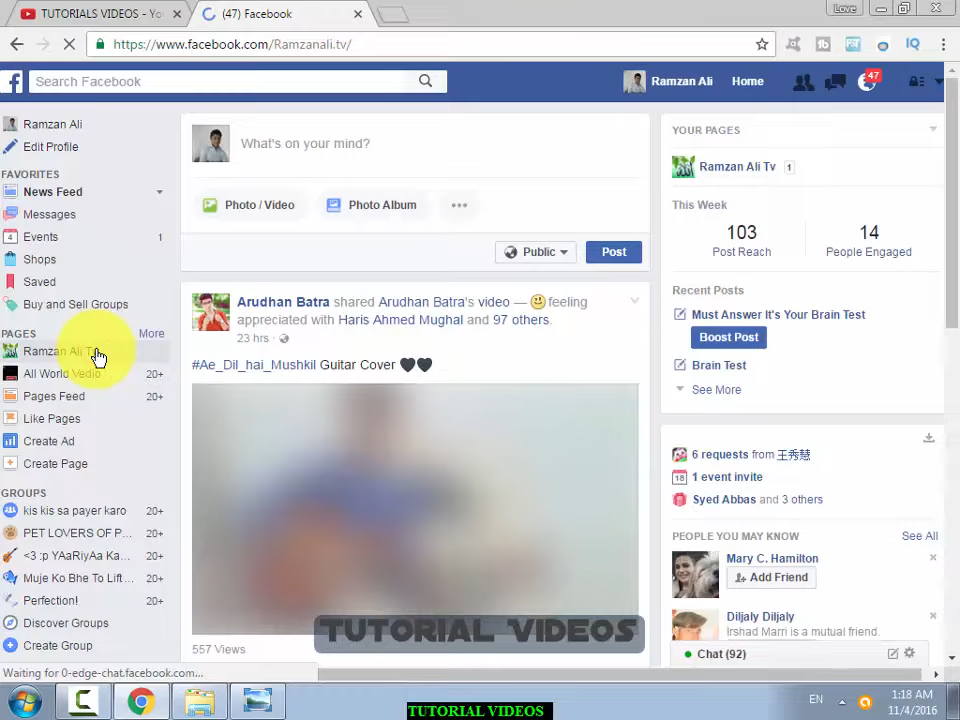 TUTORIALS VIDEOS - Yo
(47) Facebook
Love
https://www.facebook.com/Ramzanali.tv/
Search Facebook
Ramzan Ali
Home
47
Ramzan Ali
Edit Profile
FAVORITES
News Feed
Messages
Events 1
Shops
Saved
Buy and Sell Groups
PAGES More
Ramzan Ali T
All World Vedio 20+
Pages Feed 20+
Like Pages
Create Ad
Create Page
GROUPS
kis kis sa payer karo 20+
PET LOVERS OF P... 20+
<3 :p YAaRiyAa Ka... 20+
Muje Ko Bhe To Lift... 20+
Perfection! 20+
Discover Groups
Create Group
What's on your mind?
Photo / Video
Photo Album
Public
Post
Arudhan Batra shared Arudhan Batra's video — feeling
appreciated with Haris Ahmed Mughal and 97 others.
23 hrs
#Ae_Dil_hai_Mushkil Guitar Cover
557 Views
TUTORIAL VIDEOS
YOUR PAGES
Ramzan Ali Tv 1
This Week
103 14
Post Reach People Engaged
Recent Posts
Must Answer It's Your Brain Test
Boost Post
Brain Test
See More
6 requests from 王秀慧
1 event invite
Syed Abbas and 3 others
PEOPLE YOU MAY KNOW See All
Mary C. Hamilton
Add Friend
Diljaly Diljaly
Irshad Marri is a mutual friend.
Chat (92)
Waiting for 0-edge-chat.facebook.com...
EN
1:18 AM
11/4/2016
TUTORIAL VIDEOS